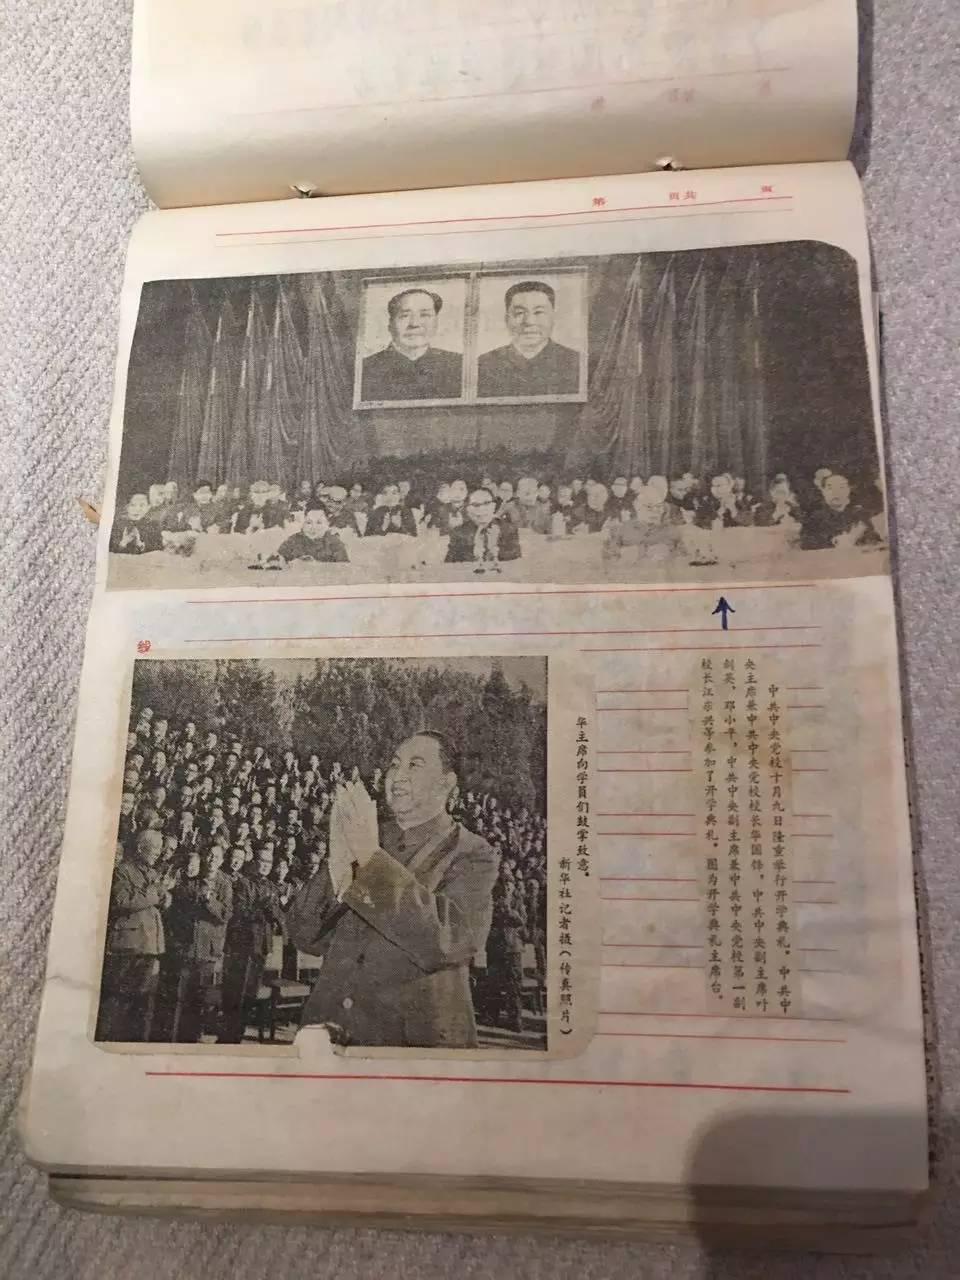 第 頁共 頁
中共中央党校十月九日隆重举行开学典礼。中共中
央主席兼中共中央党校校长华国锋，中共中央副主席叶
剑英、邓小平，中共中央副主席兼中共中央党校第一副
校长汪东兴等参加了开学典礼。图为开学典礼主席台。
华主席向学員们鼓掌致意。
新华社记者摄（传真照片）